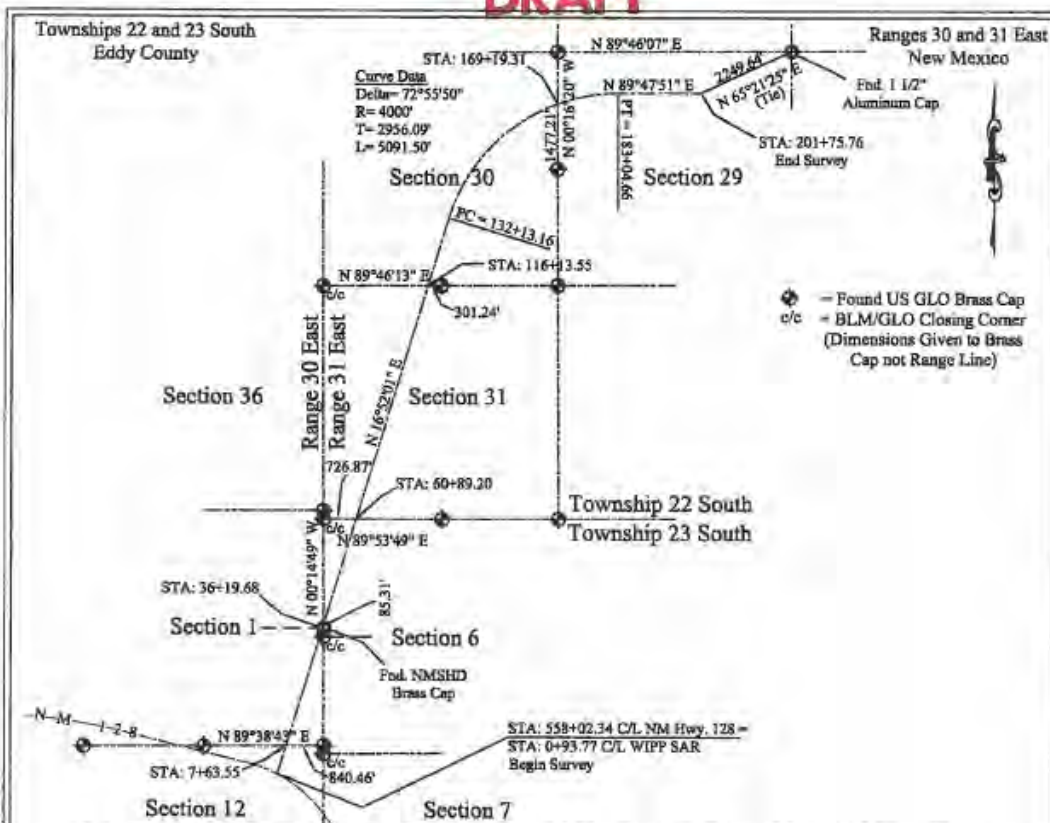 DRAFT
Townships 22 and 23 South
Eddy County
Ranges 30 and 31 East
New Mexico
N 89°46'07" E
STA: 169+19.31
Curve Data
Delta= 72°55'50"
R= 4000'
T= 2956.09'
L= 5091.50'
N 89°47'51" E
2249.64'
N 65°21'25" E
(Tie)
Fnd. 1 1/2"
Aluminum Cap
1477.21'
N 00°16'20" W
PT = 183+04.66
STA: 201+75.76
End Survey
Section 30
Section 29
PC = 132+13.16
STA: 116+13.55
N 89°46'13" E
c/c
301.24'
= Found US GLO Brass Cap
c/c = BLM/GLO Closing Corner
(Dimensions Given to Brass
Cap not Range Line)
Range 30 East
Range 31 East
N 16°52'01" E
Section 36
Section 31
726.87'
STA: 60+89.20
Township 22 South
c/c
N 89°53'49" E
Township 23 South
N 00°14'49" W
STA: 36+19.68
85.31'
Section 1
Section 6
c/c
Fnd. NMSHD
Brass Cap
N M 1 2 8
N 89°38'43" E
STA: 558+02.34 C/L NM Hwy. 128 =
STA: 0+93.77 C/L WIPP SAR
Begin Survey
c/c
STA: 7+63.55
840.46'
Section 12
Section 7